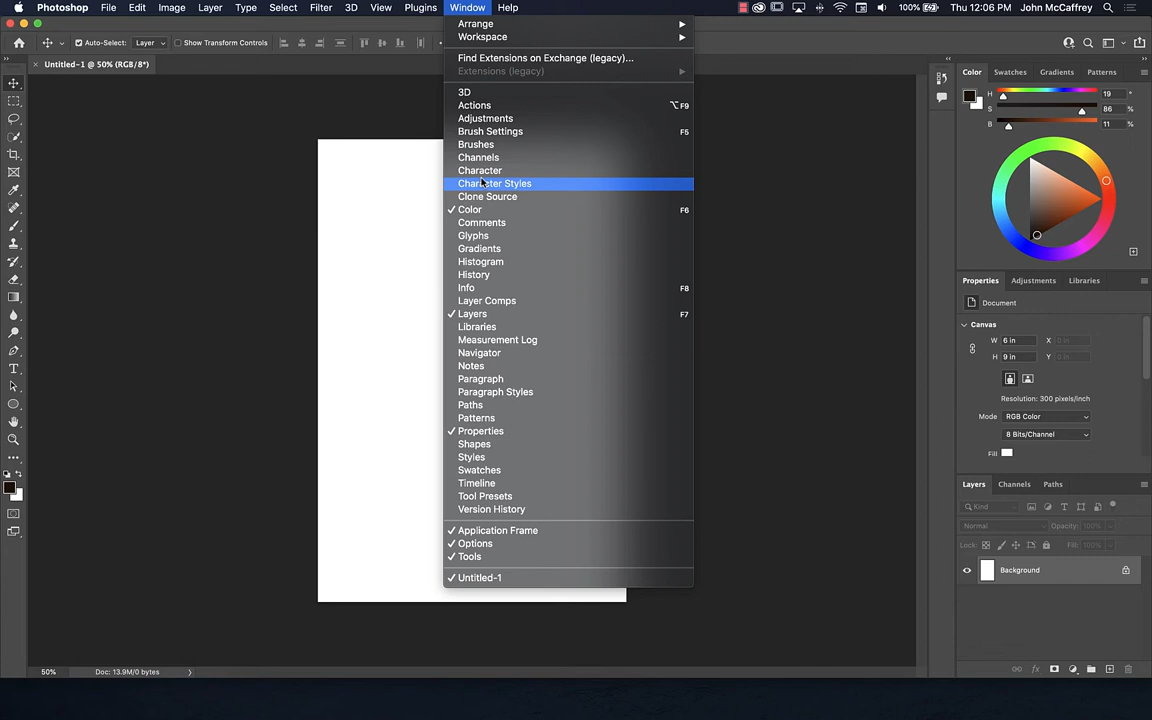 Photoshop File Edit Image Layer Type Select Filter 3D View Plugins Window Help 100% Thu 12:06 PM John McCaffrey
Auto-Select: Layer Show Transform Controls
Untitled-1 @ 50% (RGB/8*)
Arrange
Workspace
Find Extensions on Exchange (legacy)...
Extensions (legacy)
3D
Actions ⌥F9
Adjustments
Brush Settings F5
Brushes
Channels
Character
Character Styles
Clone Source
✓ Color F6
Comments
Glyphs
Gradients
Histogram
History
Info F8
Layer Comps
✓ Layers F7
Libraries
Measurement Log
Navigator
Notes
Paragraph
Paragraph Styles
Paths
Patterns
✓ Properties
Shapes
Styles
Swatches
Timeline
Tool Presets
Version History
✓ Application Frame
✓ Options
✓ Tools
✓ Untitled-1
Color Swatches Gradients Patterns
H 19 °
S 86 %
B 11 %
Properties Adjustments Libraries
Document
Canvas
W 6 in X 0 in
H 9 in Y 0 in
Resolution: 300 pixels/inch
Mode RGB Color
8 Bits/Channel
Fill
Layers Channels Paths
Kind
Normal Opacity: 100%
Lock: Fill: 100%
Background
50% Doc: 13.9M/0 bytes